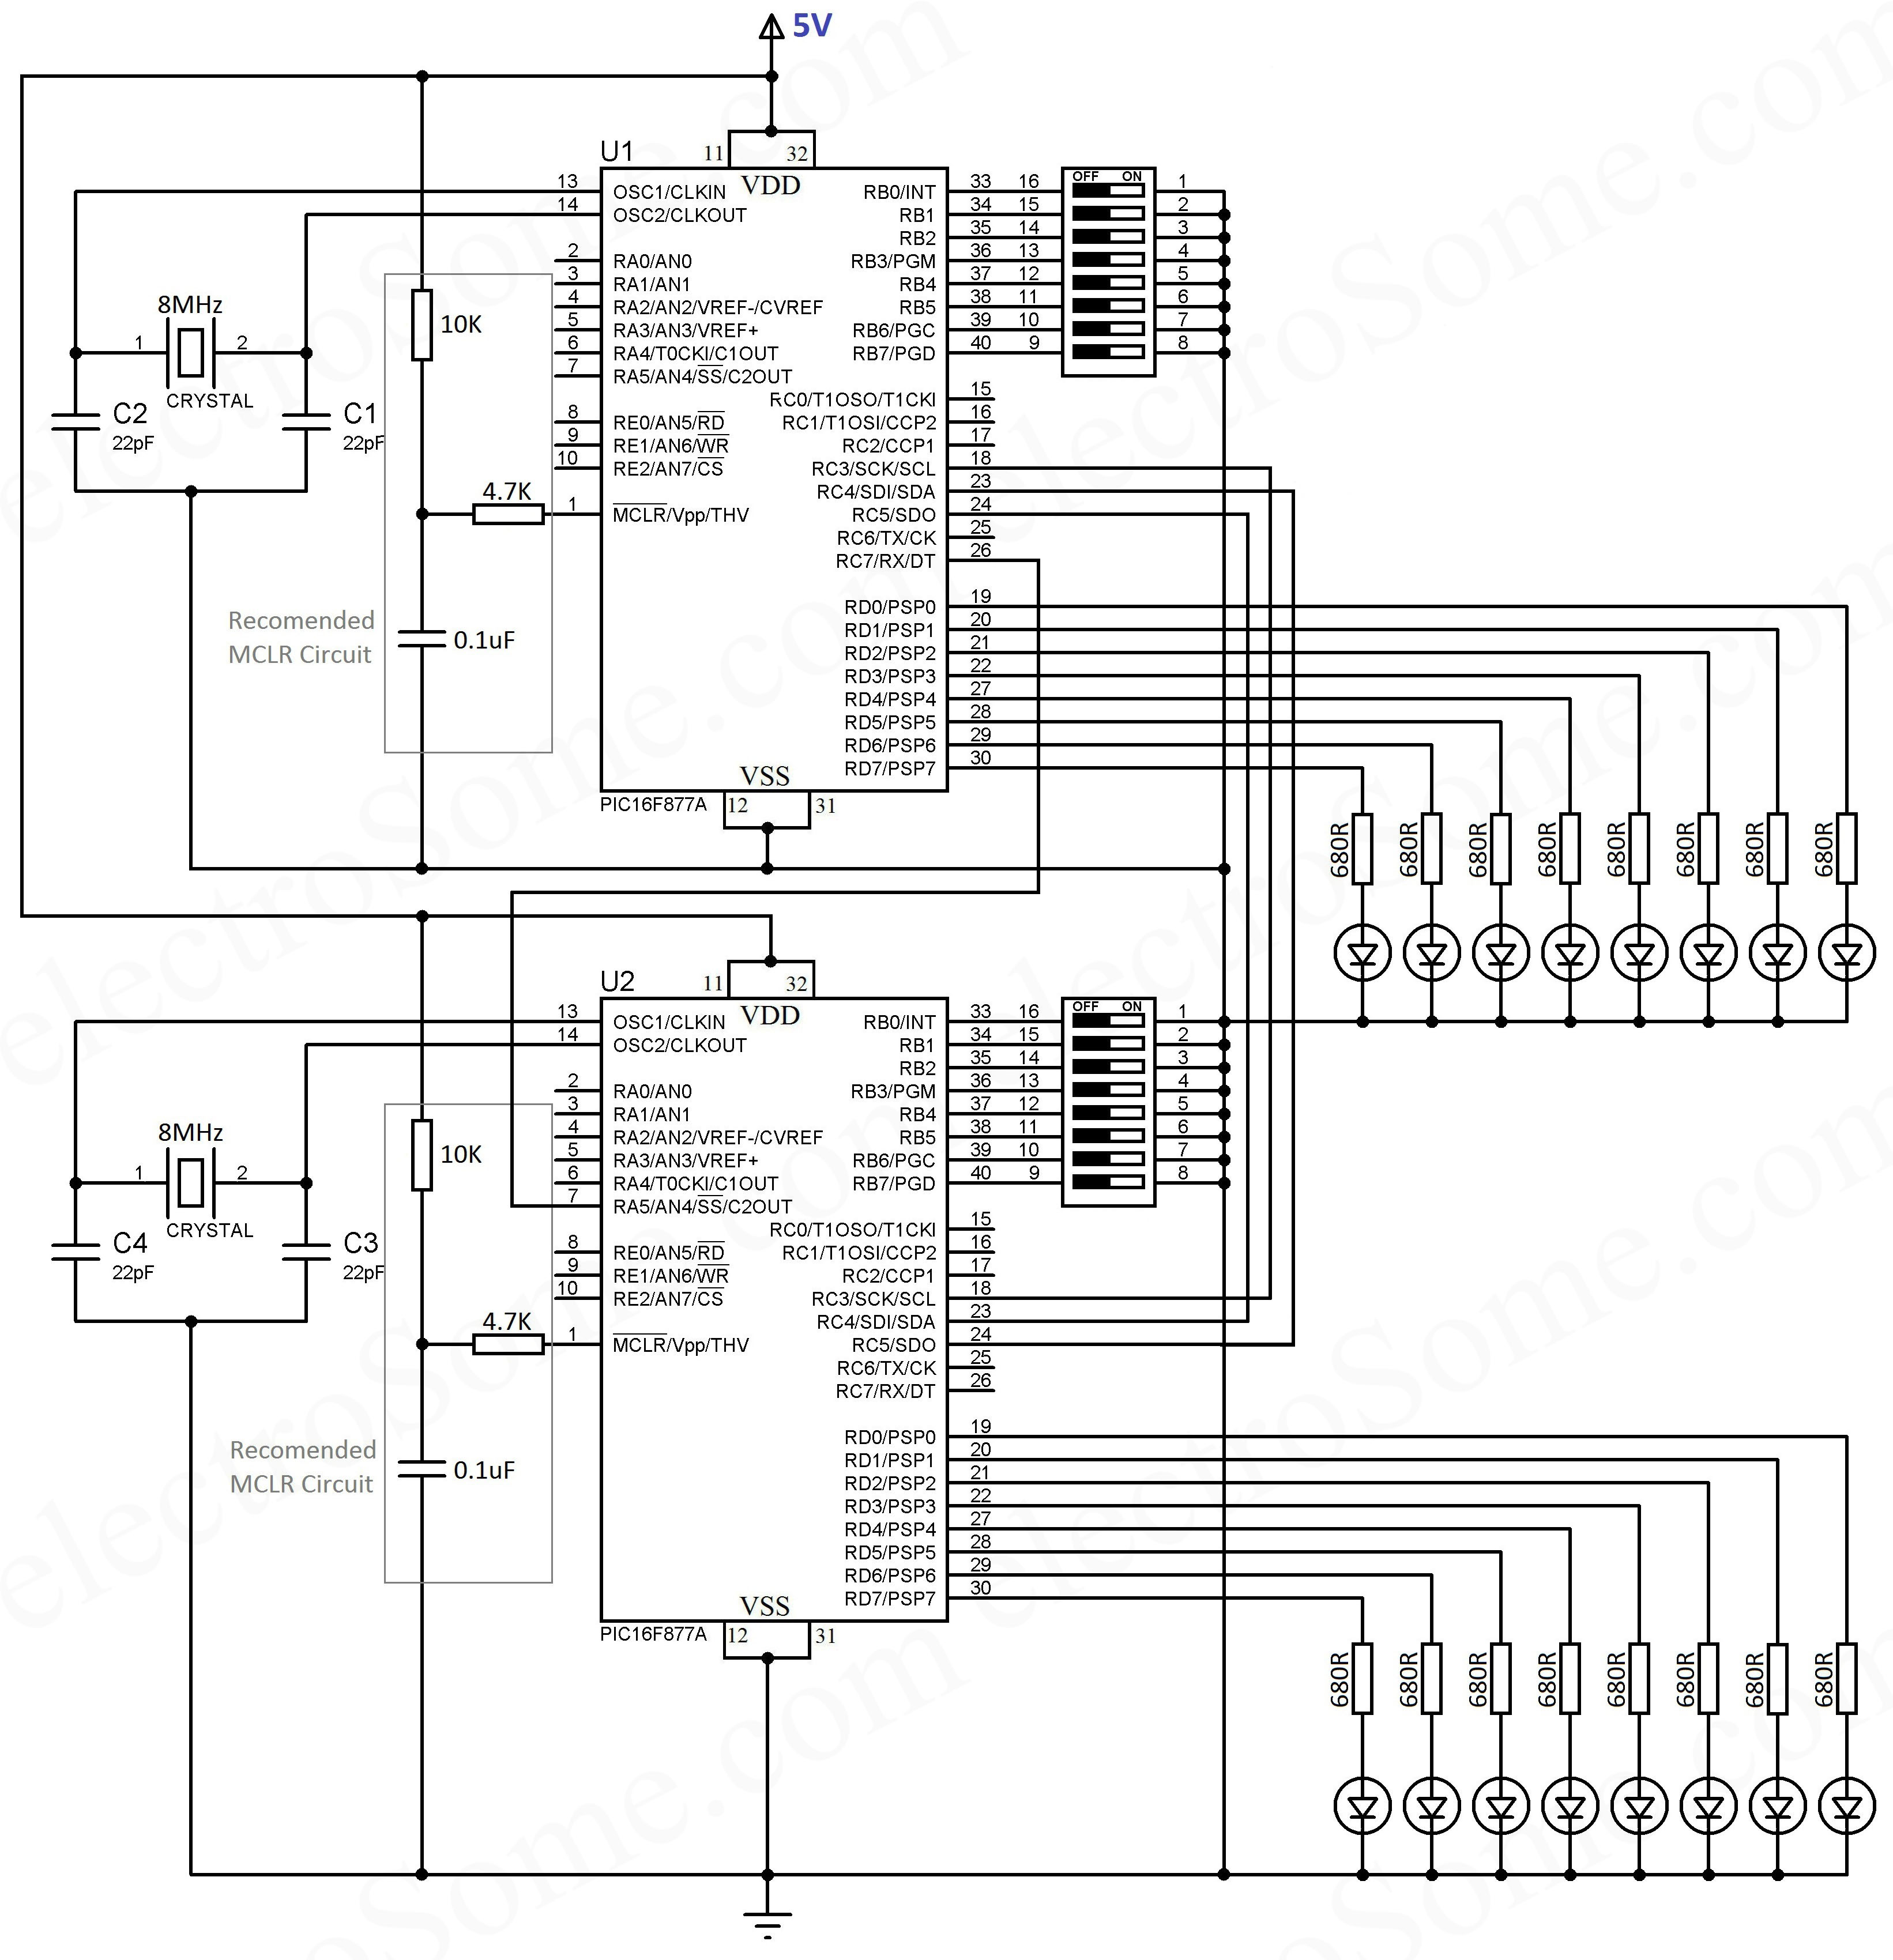 5V
U1
11 32
VDD
13 OSC1/CLKIN
14 OSC2/CLKOUT
2 RA0/AN0
3 RA1/AN1
4 RA2/AN2/VREF-/CVREF
5 RA3/AN3/VREF+
6 RA4/T0CKI/C1OUT
7 RA5/AN4/SS/C2OUT
8 RE0/AN5/RD
9 RE1/AN6/WR
10 RE2/AN7/CS
1 MCLR/Vpp/THV
RB0/INT 33 16
RB1 34 15
RB2 35 14
RB3/PGM 36 13
RB4 37 12
RB5 38 11
RB6/PGC 39 10
RB7/PGD 40 9
OFF ON
1
2
3
4
5
6
7
8
RC0/T1OSO/T1CKI 15
RC1/T1OSI/CCP2 16
RC2/CCP1 17
RC3/SCK/SCL 18
RC4/SDI/SDA 23
RC5/SDO 24
RC6/TX/CK 25
RC7/RX/DT 26
RD0/PSP0 19
RD1/PSP1 20
RD2/PSP2 21
RD3/PSP3 22
RD4/PSP4 27
RD5/PSP5 28
RD6/PSP6 29
RD7/PSP7 30
VSS
PIC16F877A 12 31
8MHz
1 2
CRYSTAL
C2
22pF
C1
22pF
10K
4.7K
Recomended
MCLR Circuit
0.1uF
680R 680R 680R 680R 680R 680R 680R 680R
U2
11 32
VDD
13 OSC1/CLKIN
14 OSC2/CLKOUT
2 RA0/AN0
3 RA1/AN1
4 RA2/AN2/VREF-/CVREF
5 RA3/AN3/VREF+
6 RA4/T0CKI/C1OUT
7 RA5/AN4/SS/C2OUT
8 RE0/AN5/RD
9 RE1/AN6/WR
10 RE2/AN7/CS
1 MCLR/Vpp/THV
RB0/INT 33 16
RB1 34 15
RB2 35 14
RB3/PGM 36 13
RB4 37 12
RB5 38 11
RB6/PGC 39 10
RB7/PGD 40 9
OFF ON
1
2
3
4
5
6
7
8
RC0/T1OSO/T1CKI 15
RC1/T1OSI/CCP2 16
RC2/CCP1 17
RC3/SCK/SCL 18
RC4/SDI/SDA 23
RC5/SDO 24
RC6/TX/CK 25
RC7/RX/DT 26
RD0/PSP0 19
RD1/PSP1 20
RD2/PSP2 21
RD3/PSP3 22
RD4/PSP4 27
RD5/PSP5 28
RD6/PSP6 29
RD7/PSP7 30
VSS
PIC16F877A 12 31
8MHz
1 2
CRYSTAL
C4
22pF
C3
22pF
10K
4.7K
Recomended
MCLR Circuit
0.1uF
680R 680R 680R 680R 680R 680R 680R 680R
electroSome.com
electroSome.com
electroSome.com
electroSome.com
electroSome.com
electroSome.com